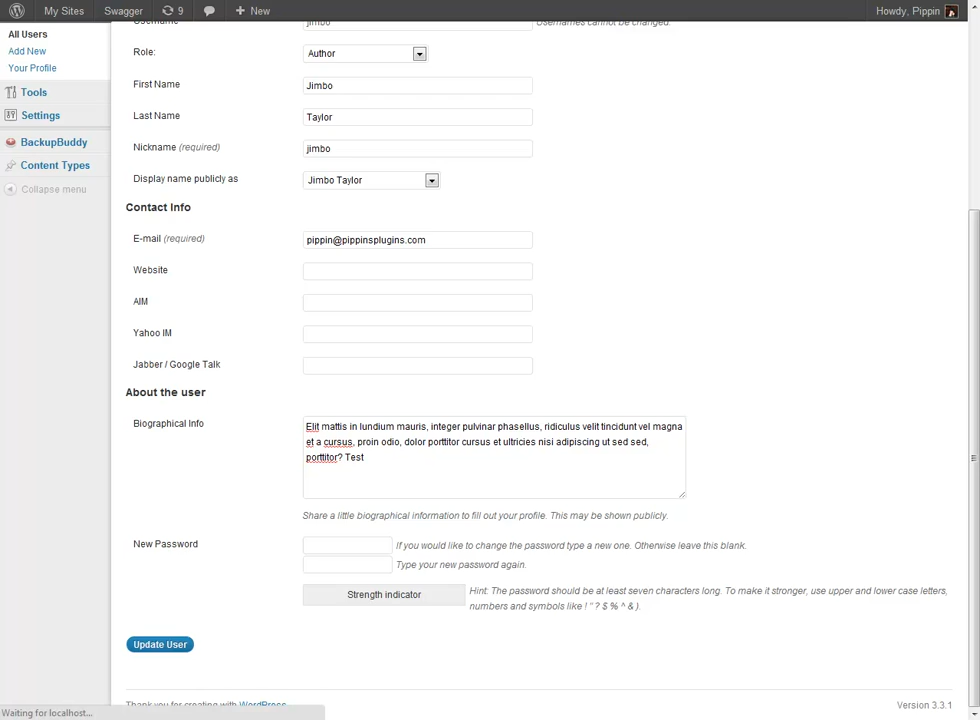 My Sites Swagger 9 New Howdy, Pippin
All Users
Add New
Your Profile
Tools
Settings
BackupBuddy
Content Types
Collapse menu
Username jimbo Usernames cannot be changed.
Role: Author
First Name Jimbo
Last Name Taylor
Nickname (required) jimbo
Display name publicly as Jimbo Taylor
Contact Info
E-mail (required) pippin@pippinsplugins.com
Website
AIM
Yahoo IM
Jabber / Google Talk
About the user
Biographical Info
Elit mattis in lundium mauris, integer pulvinar phasellus, ridiculus velit tincidunt vel magna
et a cursus, proin odio, dolor porttitor cursus et ultricies nisi adipiscing ut sed sed,
porttitor? Test
Share a little biographical information to fill out your profile. This may be shown publicly.
New Password If you would like to change the password type a new one. Otherwise leave this blank.
Type your new password again.
Strength indicator Hint: The password should be at least seven characters long. To make it stronger, use upper and lower case letters,
numbers and symbols like ! " ? $ % ^ & ).
Update User
Thank you for creating with WordPress. Version 3.3.1
Waiting for localhost...